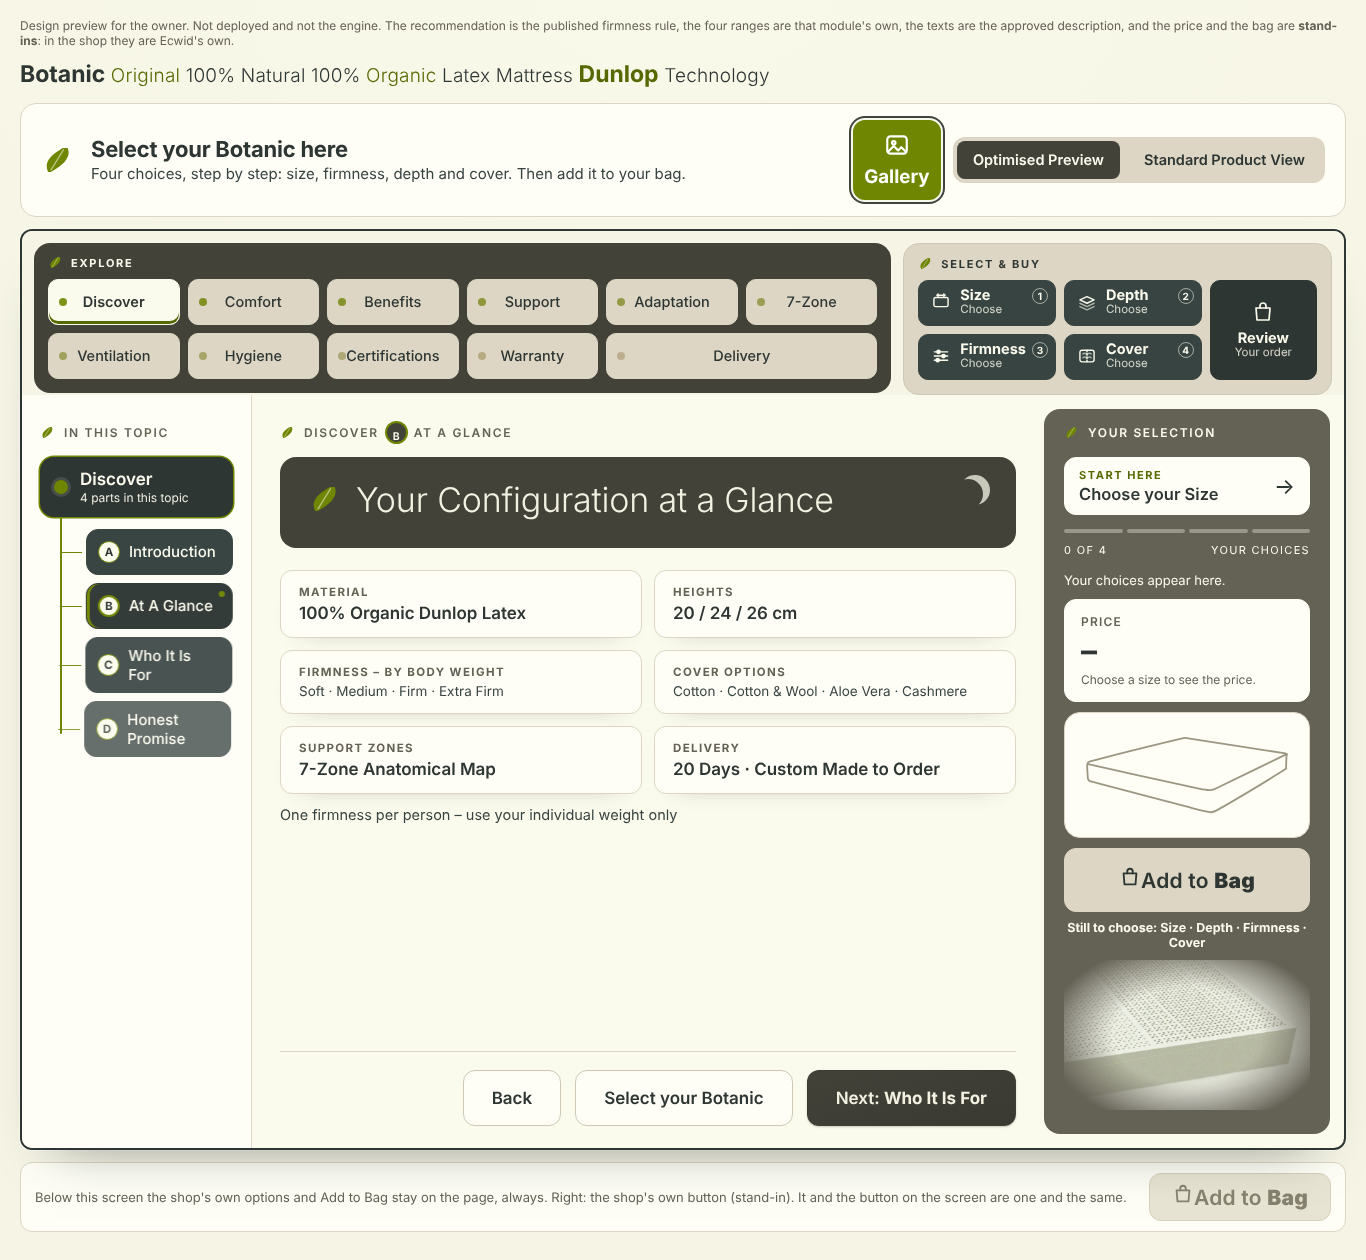 Design preview for the owner. Not deployed and not the engine. The recommendation is the published firmness rule, the four ranges are that module's own, the texts are the approved description, and the price and the bag are stand-
ins: in the shop they are Ecwid's own.
Botanic Original 100% Natural 100% Organic Latex Mattress Dunlop Technology
Select your Botanic here
Four choices, step by step: size, firmness, depth and cover. Then add it to your bag.
Gallery
Optimised Preview
Standard Product View
EXPLORE
Discover
Comfort
Benefits
Support
Adaptation
7-Zone
Ventilation
Hygiene
Certifications
Warranty
Delivery
SELECT & BUY
Size
Choose
1
Depth
Choose
2
Firmness
Choose
3
Cover
Choose
4
Review
Your order
IN THIS TOPIC
Discover
4 parts in this topic
A Introduction
B At A Glance
C Who It Is
For
D Honest
Promise
DISCOVER B AT A GLANCE
Your Configuration at a Glance
MATERIAL
100% Organic Dunlop Latex
HEIGHTS
20 / 24 / 26 cm
FIRMNESS – BY BODY WEIGHT
Soft · Medium · Firm · Extra Firm
COVER OPTIONS
Cotton · Cotton & Wool · Aloe Vera · Cashmere
SUPPORT ZONES
7-Zone Anatomical Map
DELIVERY
20 Days · Custom Made to Order
One firmness per person – use your individual weight only
Back
Select your Botanic
Next: Who It Is For
YOUR SELECTION
START HERE
Choose your Size
0 OF 4
YOUR CHOICES
Your choices appear here.
PRICE
–
Choose a size to see the price.
Add to Bag
Still to choose: Size · Depth · Firmness ·
Cover
Below this screen the shop's own options and Add to Bag stay on the page, always. Right: the shop's own button (stand-in). It and the button on the screen are one and the same.
Add to Bag